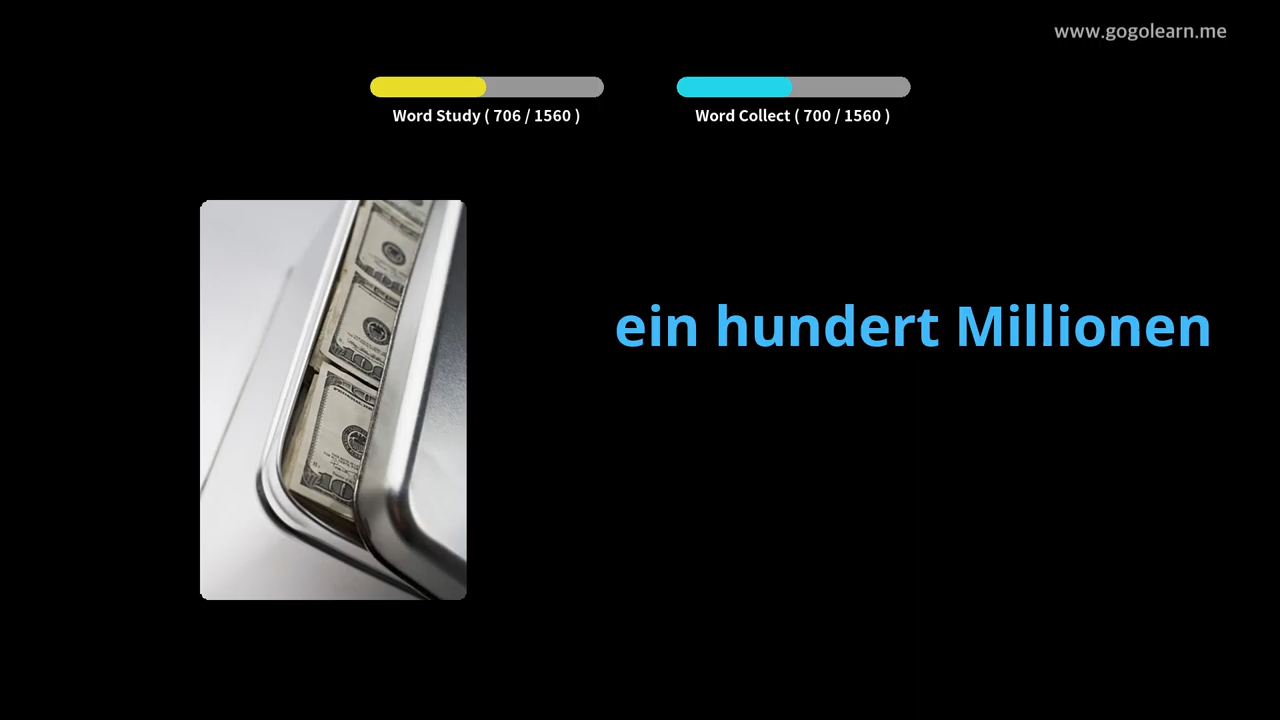 www.gogolearn.me
Word Study ( 706 / 1560 )
Word Collect ( 700 / 1560 )
ein hundert Millionen